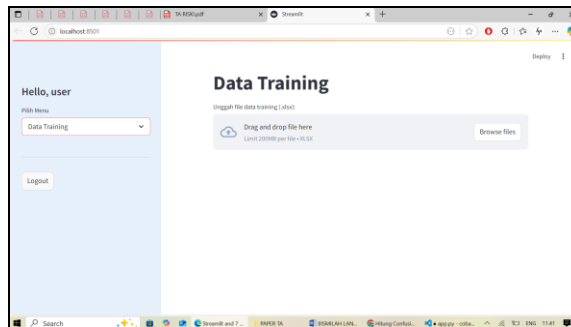 TA RISKI.pdf
Streamlit
localhost:8501
Deploy
Hello, user
Pilih Menu
Data Training
Logout
Data Training
Unggah file data training (.xlsx)
Drag and drop file here
Limit 200MB per file • XLSX
Browse files
Search
Streamlit and 7 ...
PAPER TA
BISMILAH LAN...
Hitung Confusi...
app.py - coba...
ENG
11.41